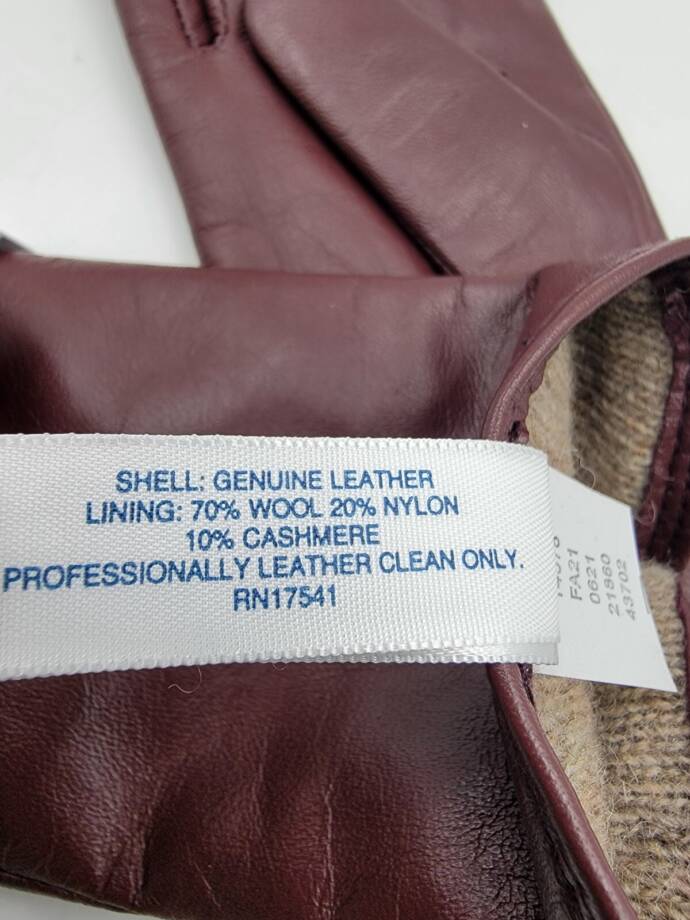 SHELL: GENUINE LEATHER
LINING: 70% WOOL 20% NYLON
10% CASHMERE
PROFESSIONALLY LEATHER CLEAN ONLY.
RN17541
FA21
0621
21860
43702